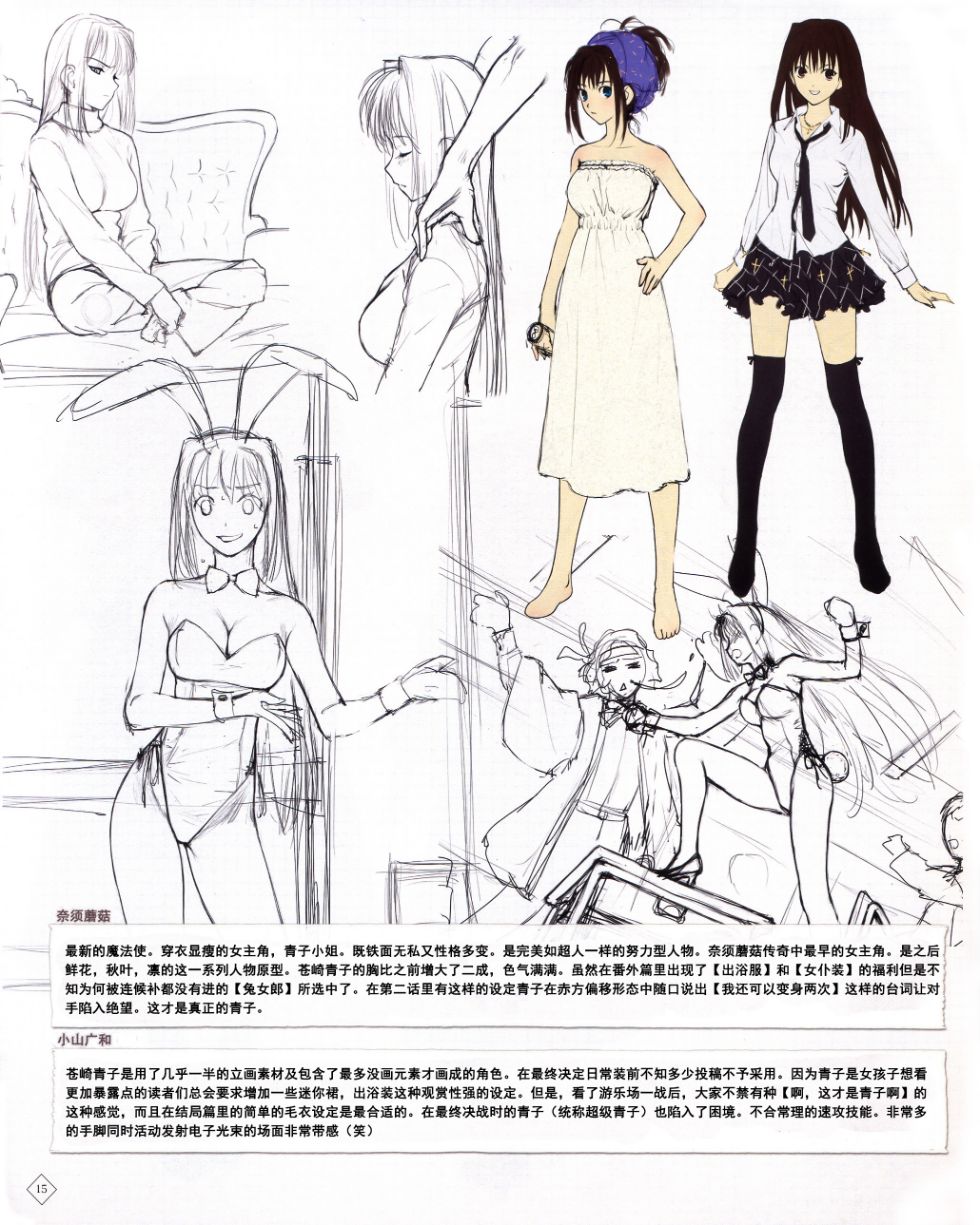 奈须蘑菇
最新的魔法使。穿衣显瘦的女主角，青子小姐。既铁面无私又性格多变。是完美如超人一样的努力型人物。奈须蘑菇传奇中最早的女主角。是之后
鲜花，秋叶，凛的这一系列人物原型。苍崎青子的胸比之前增大了二成，色气满满。虽然在番外篇里出现了【出浴服】和【女仆装】的福利但是不
知为何被连候补都没有进的【兔女郎】所选中了。在第二话里有这样的设定青子在赤方偏移形态中随口说出【我还可以变身两次】这样的台词让对
手陷入绝望。这才是真正的青子。
小山广和
苍崎青子是用了几乎一半的立画素材及包含了最多没画元素才画成的角色。在最终决定日常装前不知多少投稿不予采用。因为青子是女孩子想看
更加暴露点的读者们总会要求增加一些迷你裙，出浴装这种观赏性强的设定。但是，看了游乐场一战后，大家不禁有种【啊，这才是青子啊】的
这种感觉，而且在结局篇里的简单的毛衣设定是最合适的。在最终决战时的青子（统称超级青子）也陷入了困境。不合常理的速攻技能。非常多
的手脚同时活动发射电子光束的场面非常带感（笑）
15